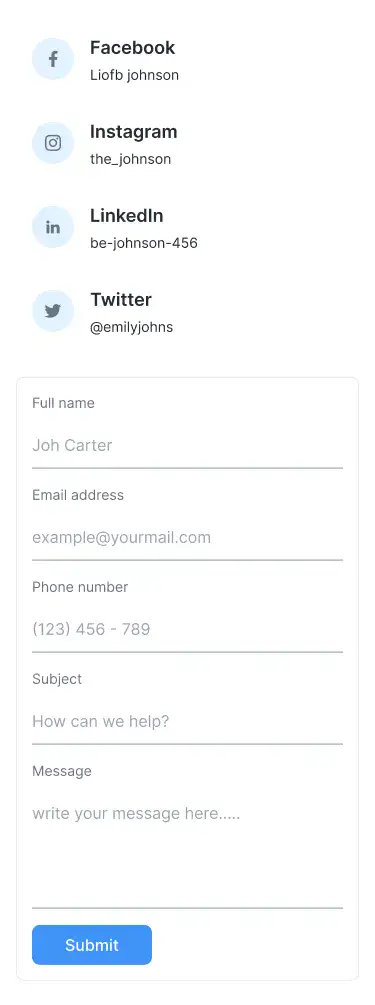 Facebook
Liofb johnson
Instagram
the_johnson
LinkedIn
be-johnson-456
Twitter
@emilyjohns
Full name
Joh Carter
Email address
example@yourmail.com
Phone number
(123) 456 - 789
Subject
How can we help?
Message
write your message here.....
Submit